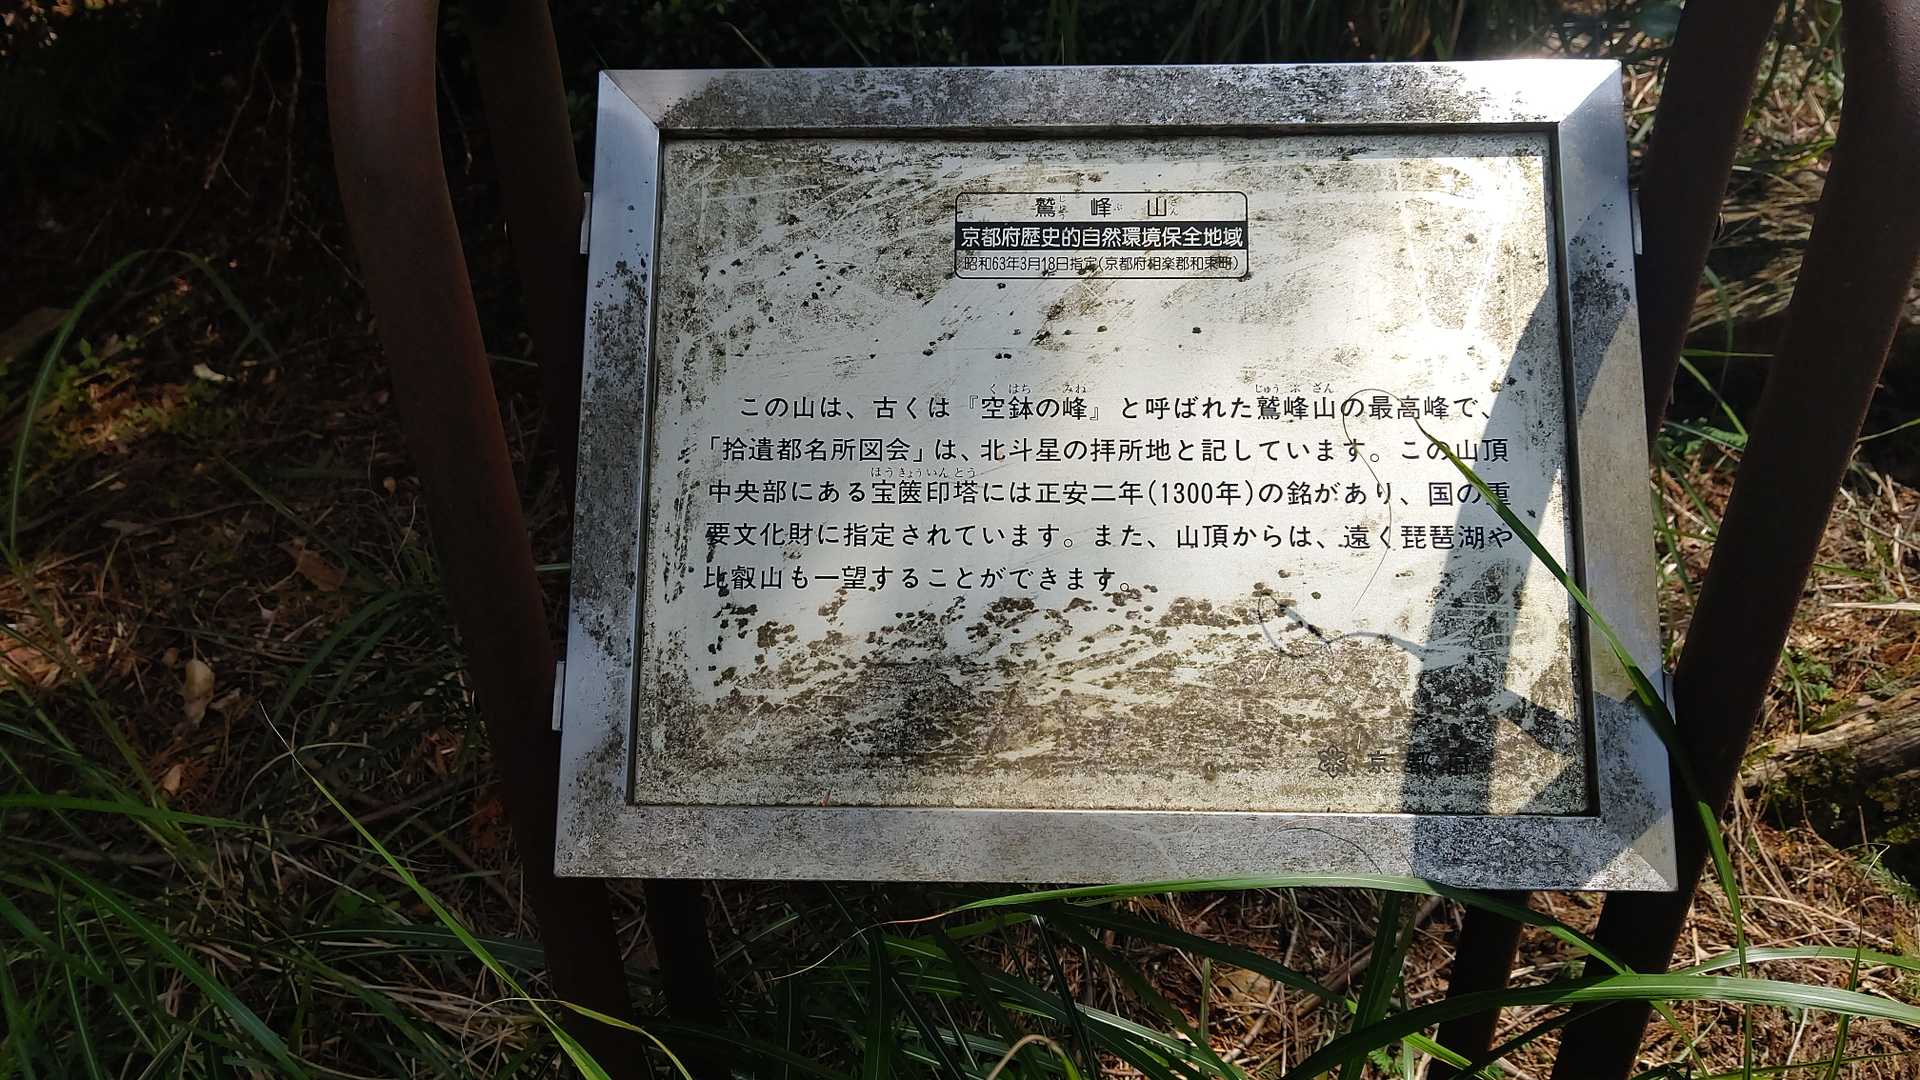 鷲峰山
京都府歴史的自然環境保全地域
昭和63年3月18日指定(京都府相楽郡和束町)
この山は、古くは『空鉢の峰』と呼ばれた鷲峰山の最高峰で、
「拾遺都名所図会」は、北斗星の拝所地と記しています。この山頂
中央部にある宝篋印塔には正安二年(1300年)の銘があり、国の重
要文化財に指定されています。また、山頂からは、遠く琵琶湖や
比叡山も一望することができます。
京都府